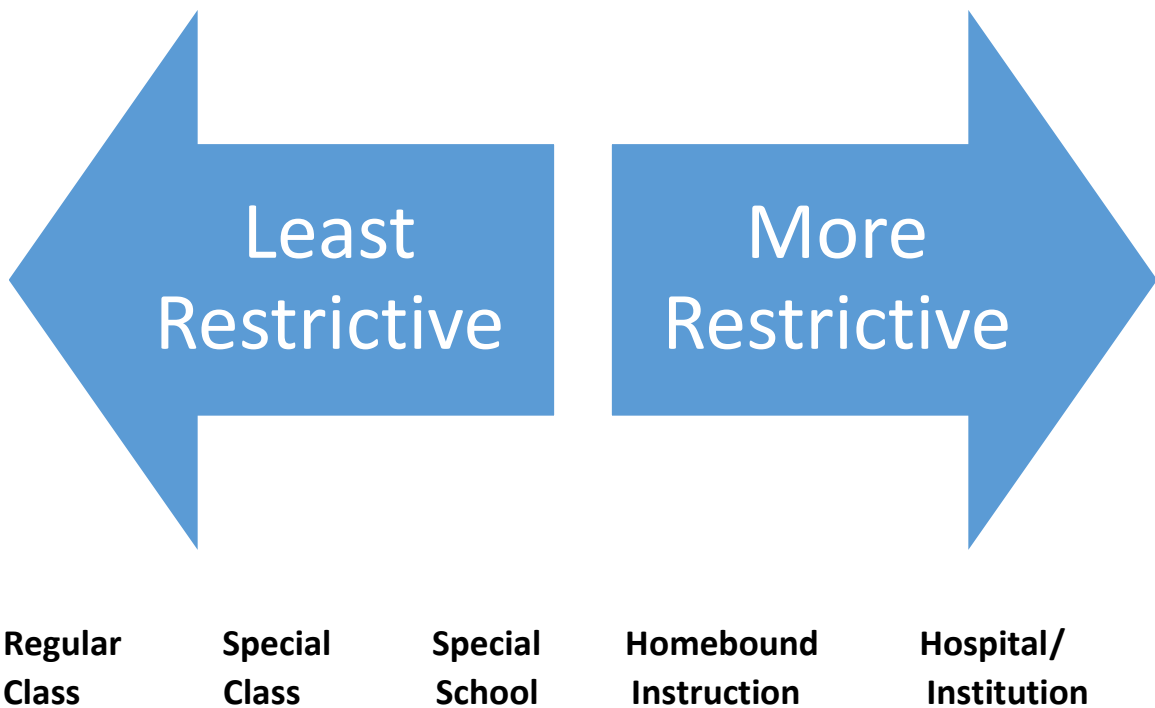 Least
Restrictive
More
Restrictive
Regular Special Special Homebound Hospital/
Class Class School Instruction Institution